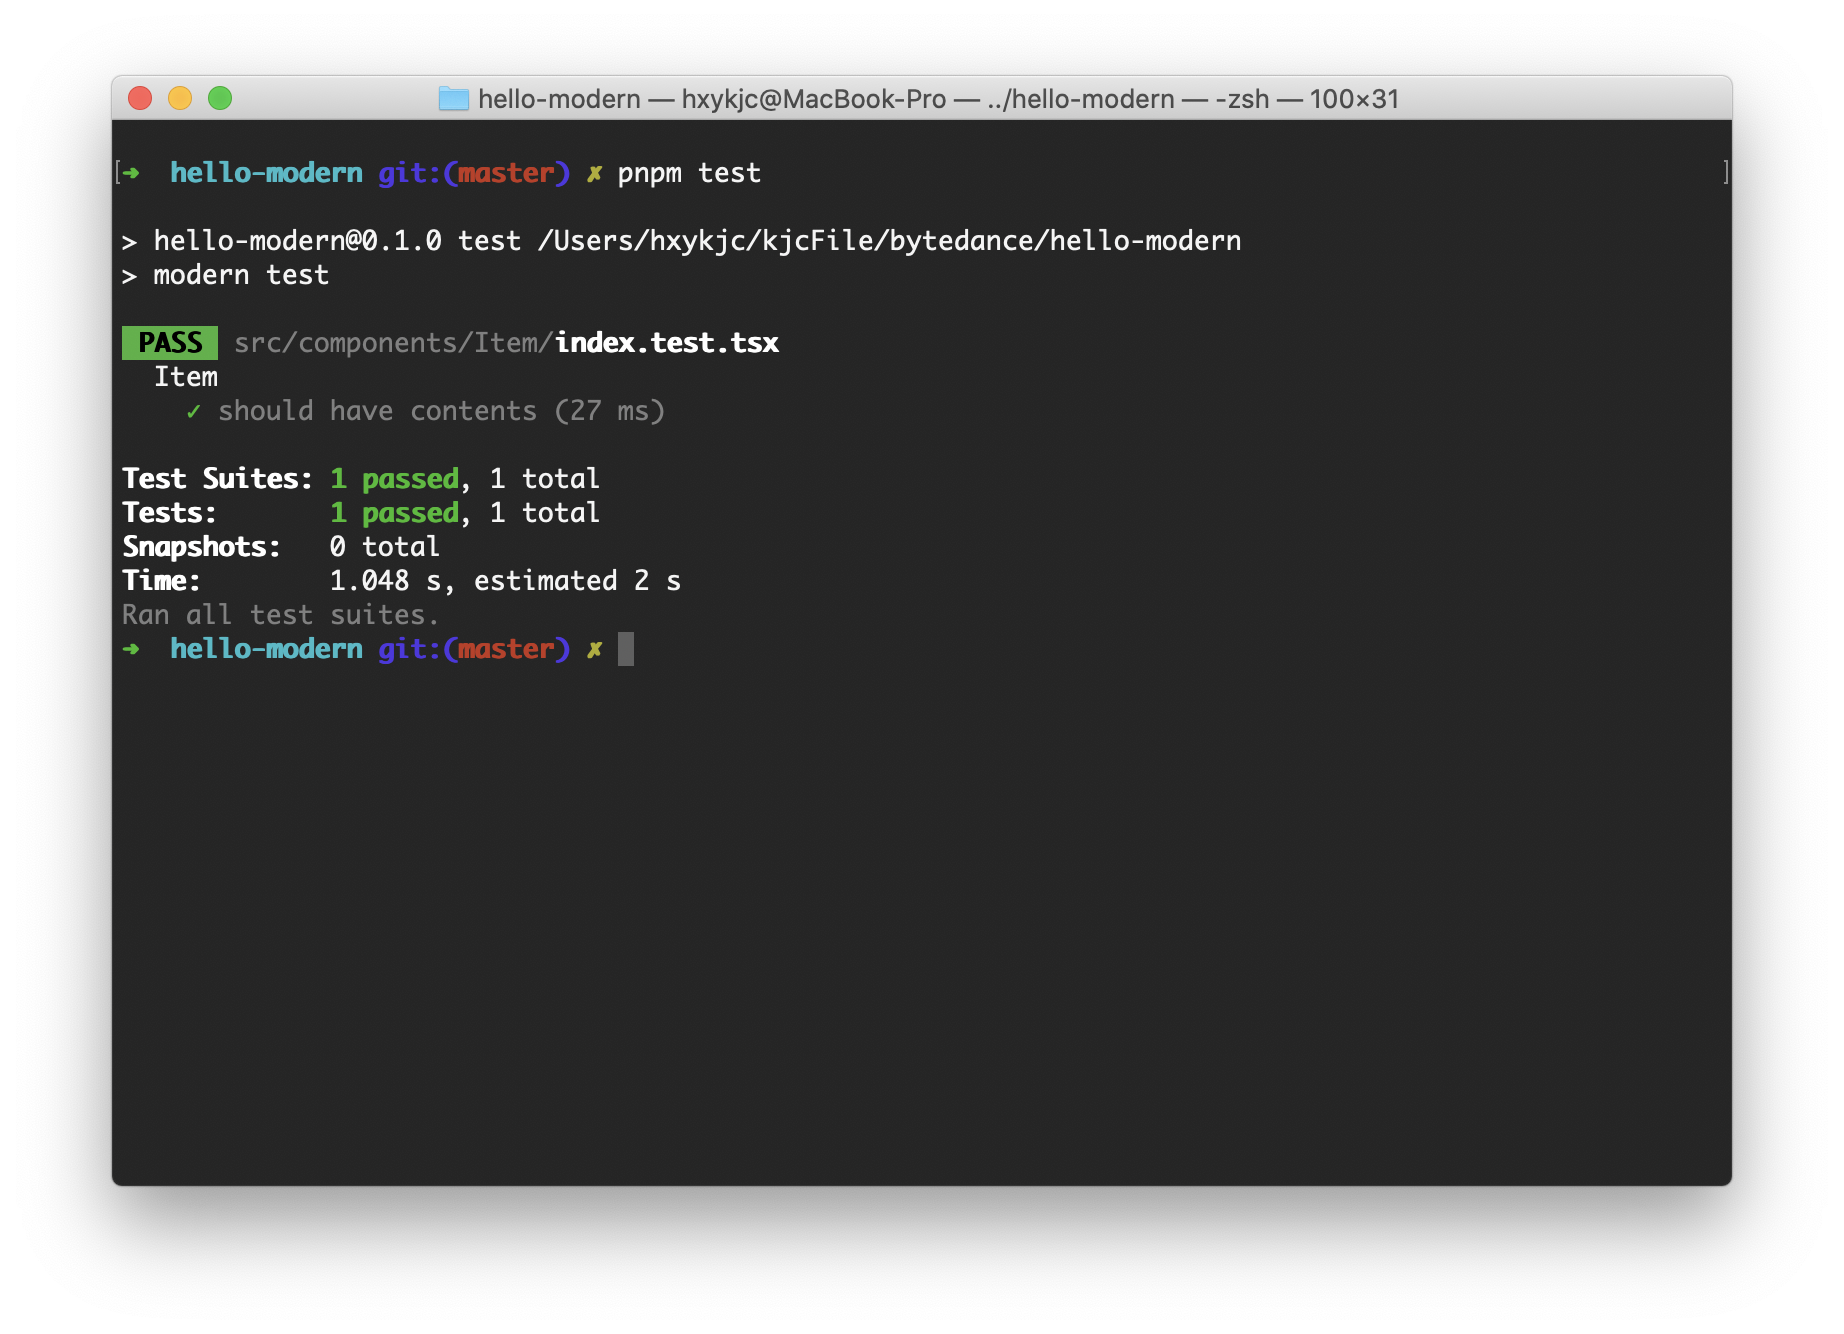 hello-modern — hxykjc@MacBook-Pro — ../hello-modern — -zsh — 100×31
[➜  hello-modern git:(master) ✗ pnpm test ]
> hello-modern@0.1.0 test /Users/hxykjc/kjcFile/bytedance/hello-modern
> modern test
PASS src/components/Item/index.test.tsx
Item
✓ should have contents (27 ms)
Test Suites: 1 passed, 1 total
Tests: 1 passed, 1 total
Snapshots: 0 total
Time: 1.048 s, estimated 2 s
Ran all test suites.
➜  hello-modern git:(master) ✗